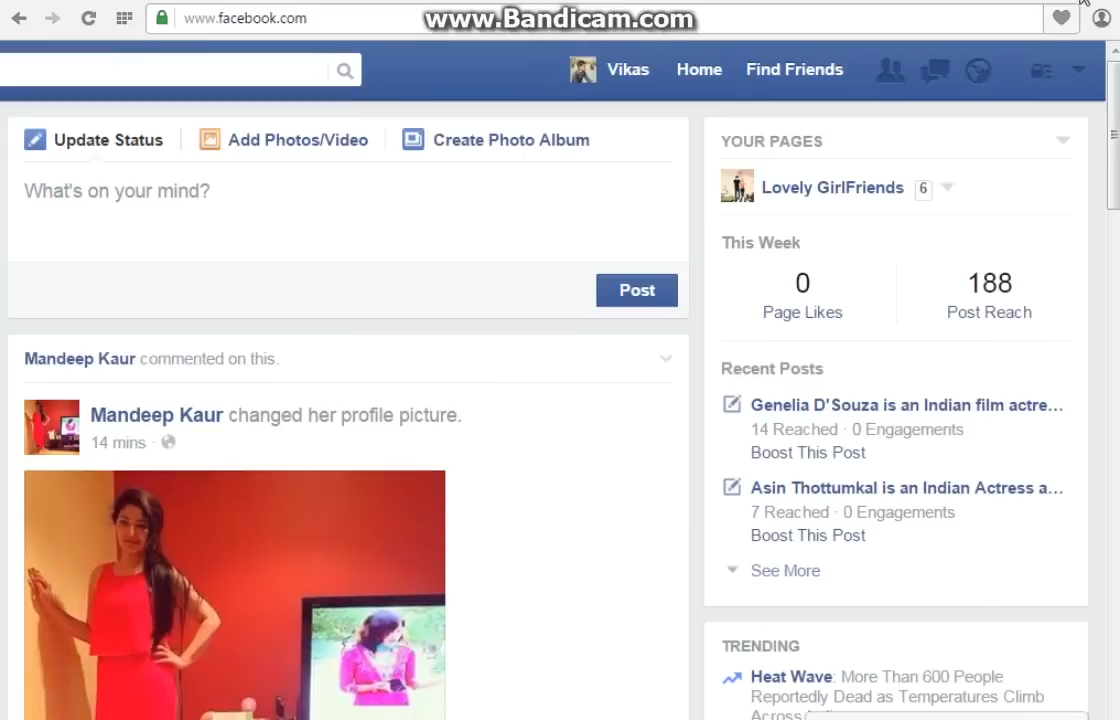 www.facebook.com
www.Bandicam.com
Vikas
Home
Find Friends
Update Status
Add Photos/Video
Create Photo Album
What's on your mind?
Post
Mandeep Kaur commented on this.
Mandeep Kaur changed her profile picture.
14 mins ·
YOUR PAGES
Lovely GirlFriends 6
This Week
0
Page Likes
188
Post Reach
Recent Posts
Genelia D'Souza is an Indian film actre...
14 Reached · 0 Engagements
Boost This Post
Asin Thottumkal is an Indian Actress a...
7 Reached · 0 Engagements
Boost This Post
See More
TRENDING
Heat Wave: More Than 600 People
Reportedly Dead as Temperatures Climb
Across